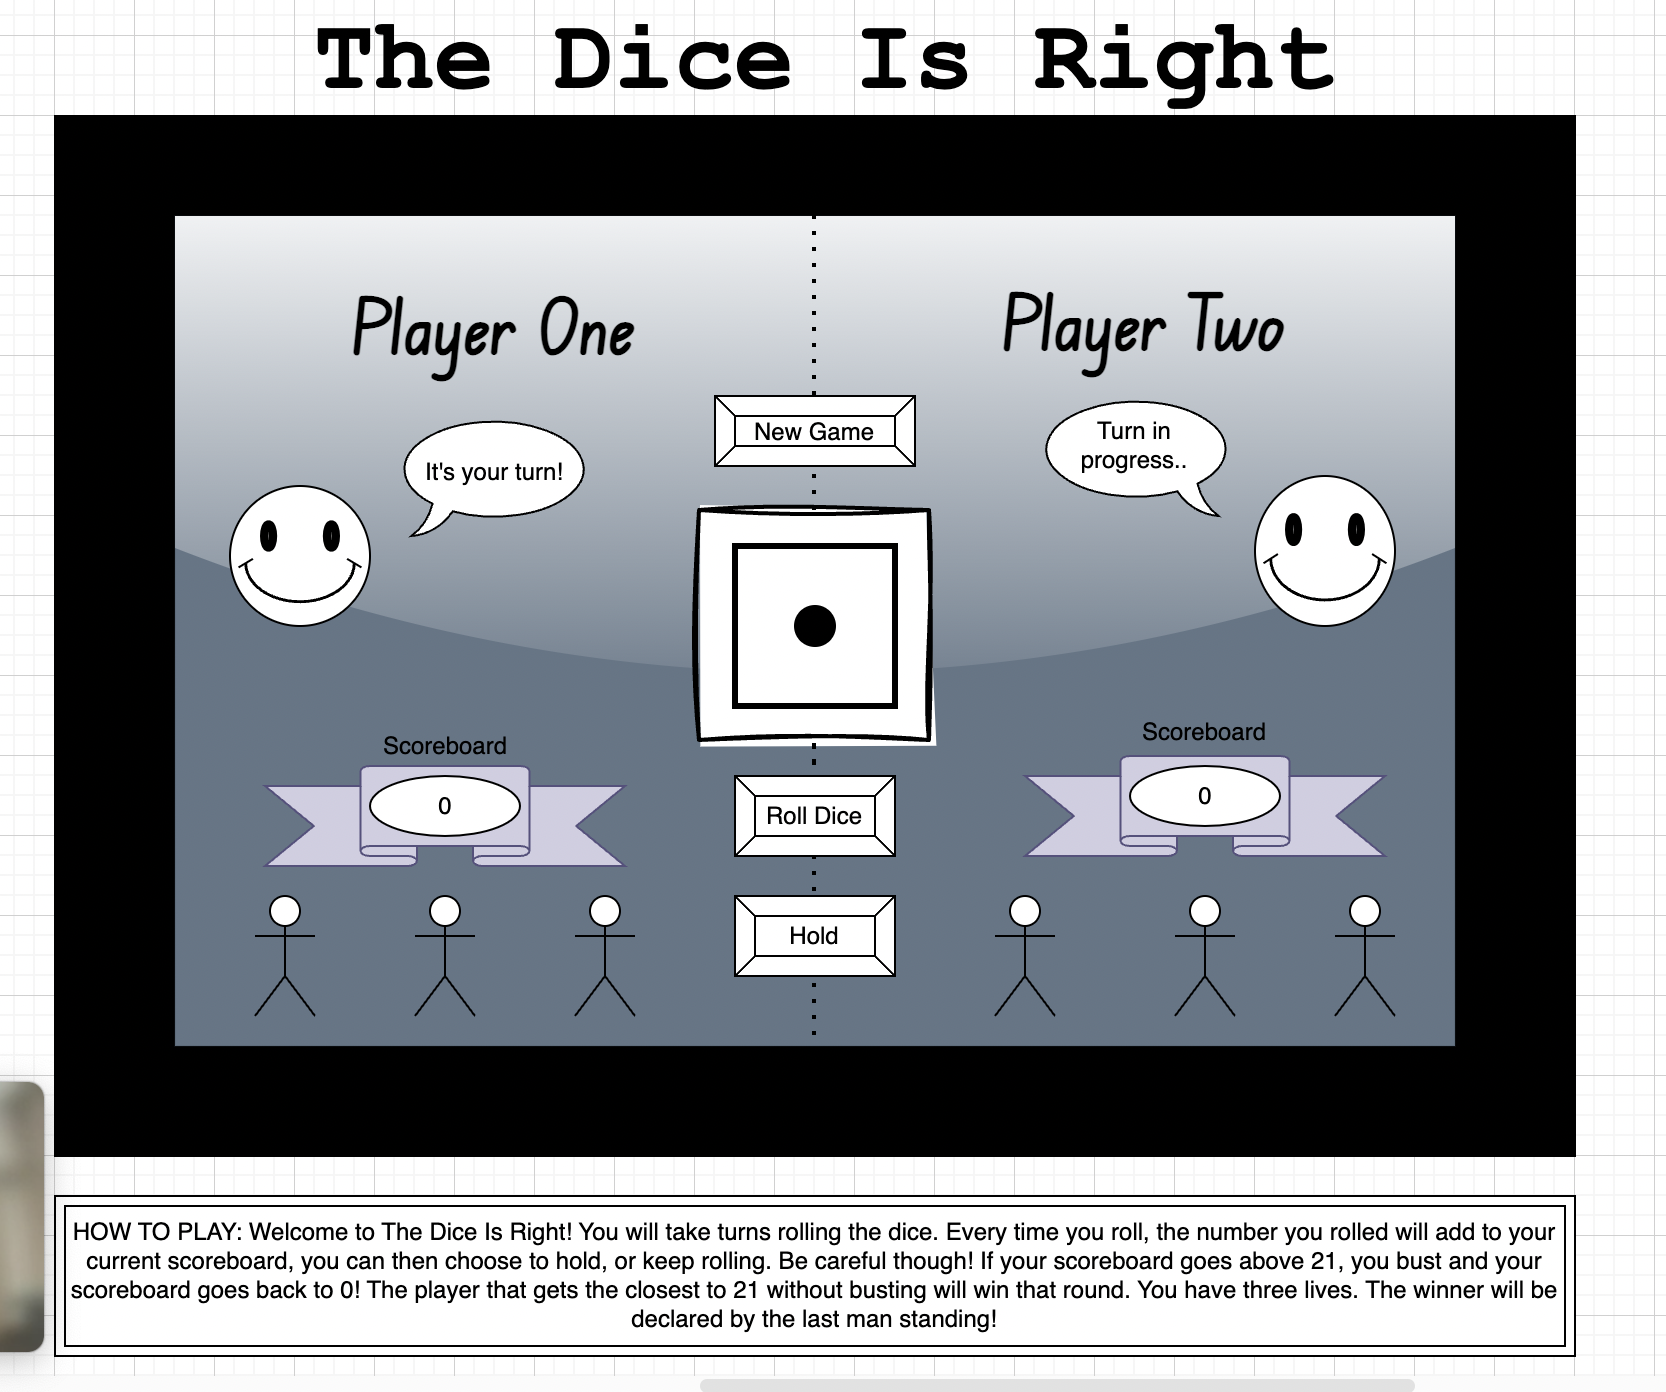 The Dice Is Right
Player One
Player Two
New Game
It's your turn!
Turn in
progress..
Scoreboard
0
Scoreboard
0
Roll Dice
Hold
HOW TO PLAY: Welcome to The Dice Is Right! You will take turns rolling the dice. Every time you roll, the number you rolled will add to your
current scoreboard, you can then choose to hold, or keep rolling. Be careful though! If your scoreboard goes above 21, you bust and your
scoreboard goes back to 0! The player that gets the closest to 21 without busting will win that round. You have three lives. The winner will be
declared by the last man standing!